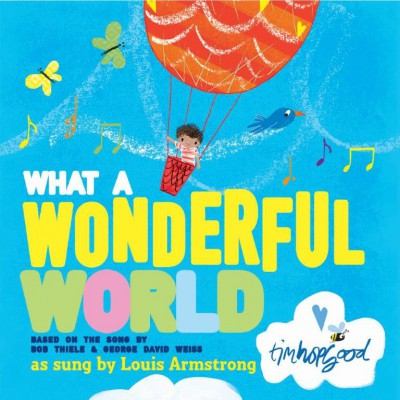 WHAT A
WONDERFUL
WORLD
BASED ON THE SONG BY
BOB THIELE & GEORGE DAVID WEISS
as sung by Louis Armstrong
timhopgood